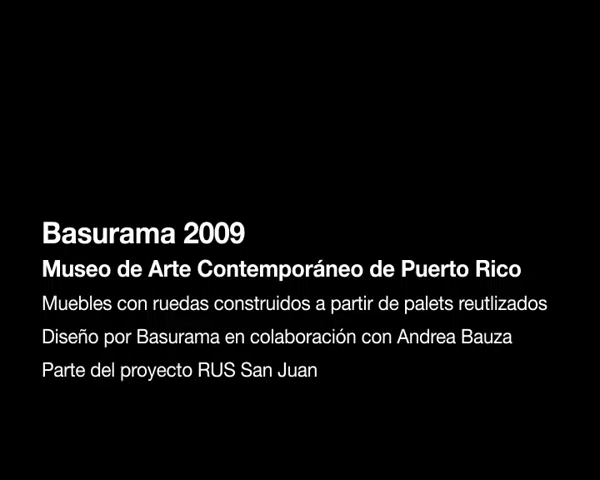 Basurama 2009
Museo de Arte Contemporáneo de Puerto Rico
Muebles con ruedas construidos a partir de palets reutlizados
Diseño por Basurama en colaboración con Andrea Bauza
Parte del proyecto RUS San Juan